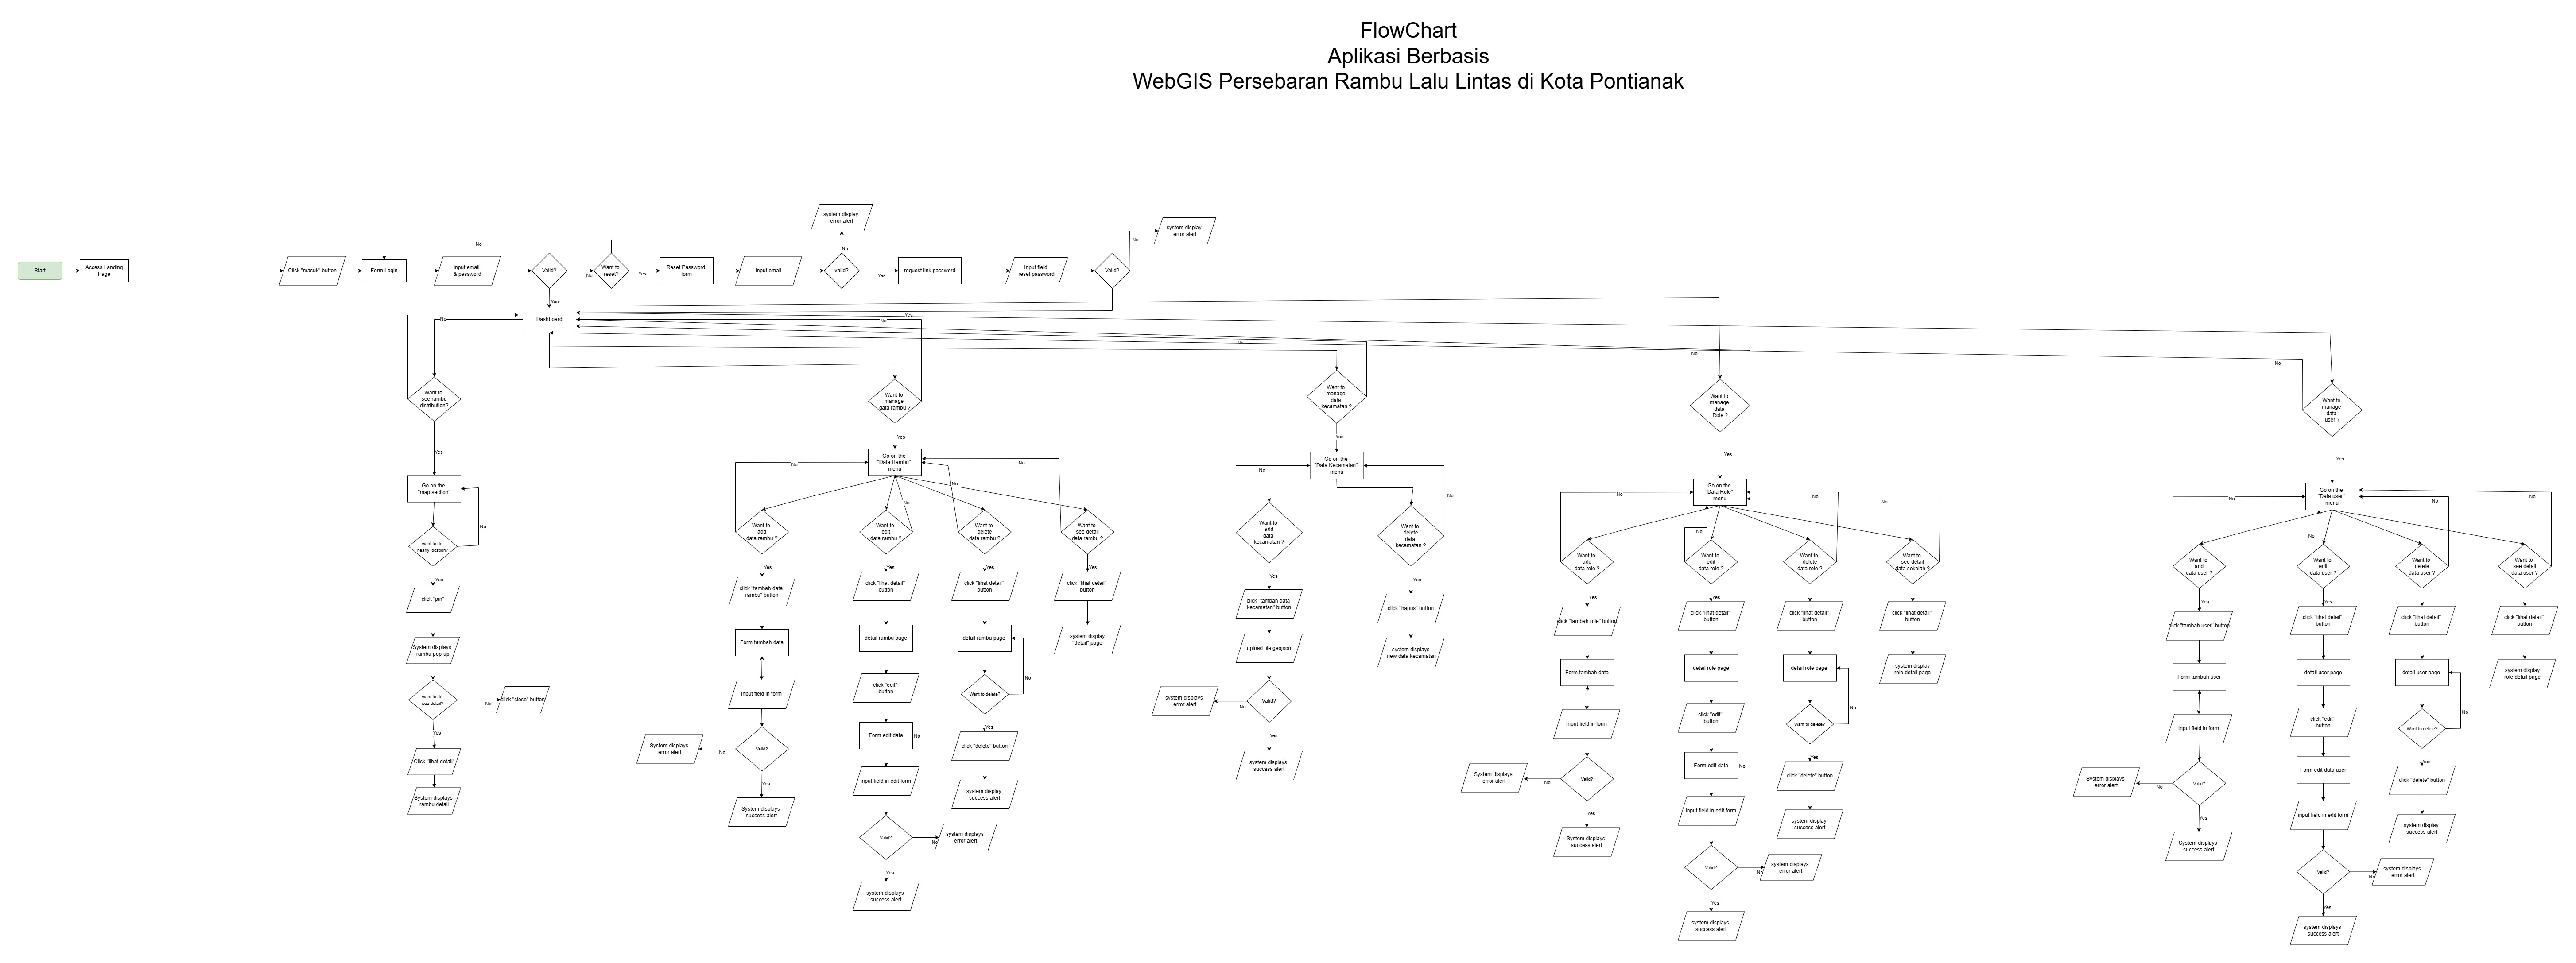 FlowChart
Aplikasi Berbasis
WebGIS Persebaran Rambu Lalu Lintas di Kota Pontianak
system display
error alert
system display
error alert
No
No
No
Start
Access Landing
Page
Click "masuk" button
Form Login
input email
& password
Valid?
No
Want to
reset?
Yes
Reset Password
form
input email
valid?
Yes
request link password
Input field
reset password
Valid?
Yes
Dashboard
No
Yes
No
No
No
No
Want to
see rambu
distribution?
Yes
Go on the
"map section"
No
want to do
nearly location?
Yes
click "pin"
System displays
rambu pop-up
want to do
see detail?
No
click "close" button
Yes
Click "lihat detail"
System displays
rambu detail
Want to
manage
data rambu ?
Yes
Go on the
"Data Rambu"
menu
No
No
No
No
Want to
add
data rambu ?
Yes
click "tambah data
rambu" button
Form tambah data
Input field in form
Valid?
No
System displays
error alert
Yes
System displays
success alert
Want to
edit
data rambu ?
Yes
click "lihat detail"
button
detail rambu page
click "edit"
button
Form edit data
No
input field in edit form
Valid?
No
system displays
error alert
Yes
system displays
success alert
Want to
delete
data rambu ?
Yes
click "lihat detail"
button
detail rambu page
No
Want to delete?
Yes
click "delete" button
system display
success alert
Want to
see detail
data rambu ?
Yes
click "lihat detail"
button
system display
"detail" page
Want to
manage
data
kecamatan ?
Yes
Go on the
"Data Kecamatan"
menu
No
No
Want to
add
data
kecamatan ?
Yes
click "tambah data
kecamatan" button
upload file geojson
Valid?
No
system displays
error alert
Yes
system displays
success alert
Want to
delete
data
kecamatan ?
Yes
click "hapus" button
system displays
new data kecamatan
Want to
manage
data
Role ?
Yes
Go on the
"Data Role"
menu
No
No
No
No
Want to
add
data role ?
Yes
click "tambah role" button
Form tambah data
Input field in form
Valid?
No
System displays
error alert
Yes
System displays
success alert
Want to
edit
data role ?
Yes
click "lihat detail"
button
detail role page
click "edit"
button
Form edit data
No
input field in edit form
Valid?
No
system displays
error alert
Yes
system displays
success alert
Want to
delete
data role ?
Yes
click "lihat detail"
button
detail role page
No
Want to delete?
Yes
click "delete" button
system display
success alert
Want to
see detail
data sekolah ?
Yes
click "lihat detail"
button
system display
role detail page
Want to
manage
data
user ?
Yes
Go on the
"Data user"
menu
No
No
No
No
Want to
add
data user ?
Yes
click "tambah user" button
Form tambah user
Input field in form
Valid?
No
System displays
error alert
Yes
System displays
success alert
Want to
edit
data user ?
Yes
click "lihat detail"
button
detail user page
click "edit"
button
Form edit data user
input field in edit form
Valid?
No
system displays
error alert
Yes
system displays
success alert
Want to
delete
data user ?
Yes
click "lihat detail"
button
detail user page
No
Want to delete?
Yes
click "delete" button
system display
success alert
Want to
see detail
data user ?
Yes
click "lihat detail"
button
system display
role detail page